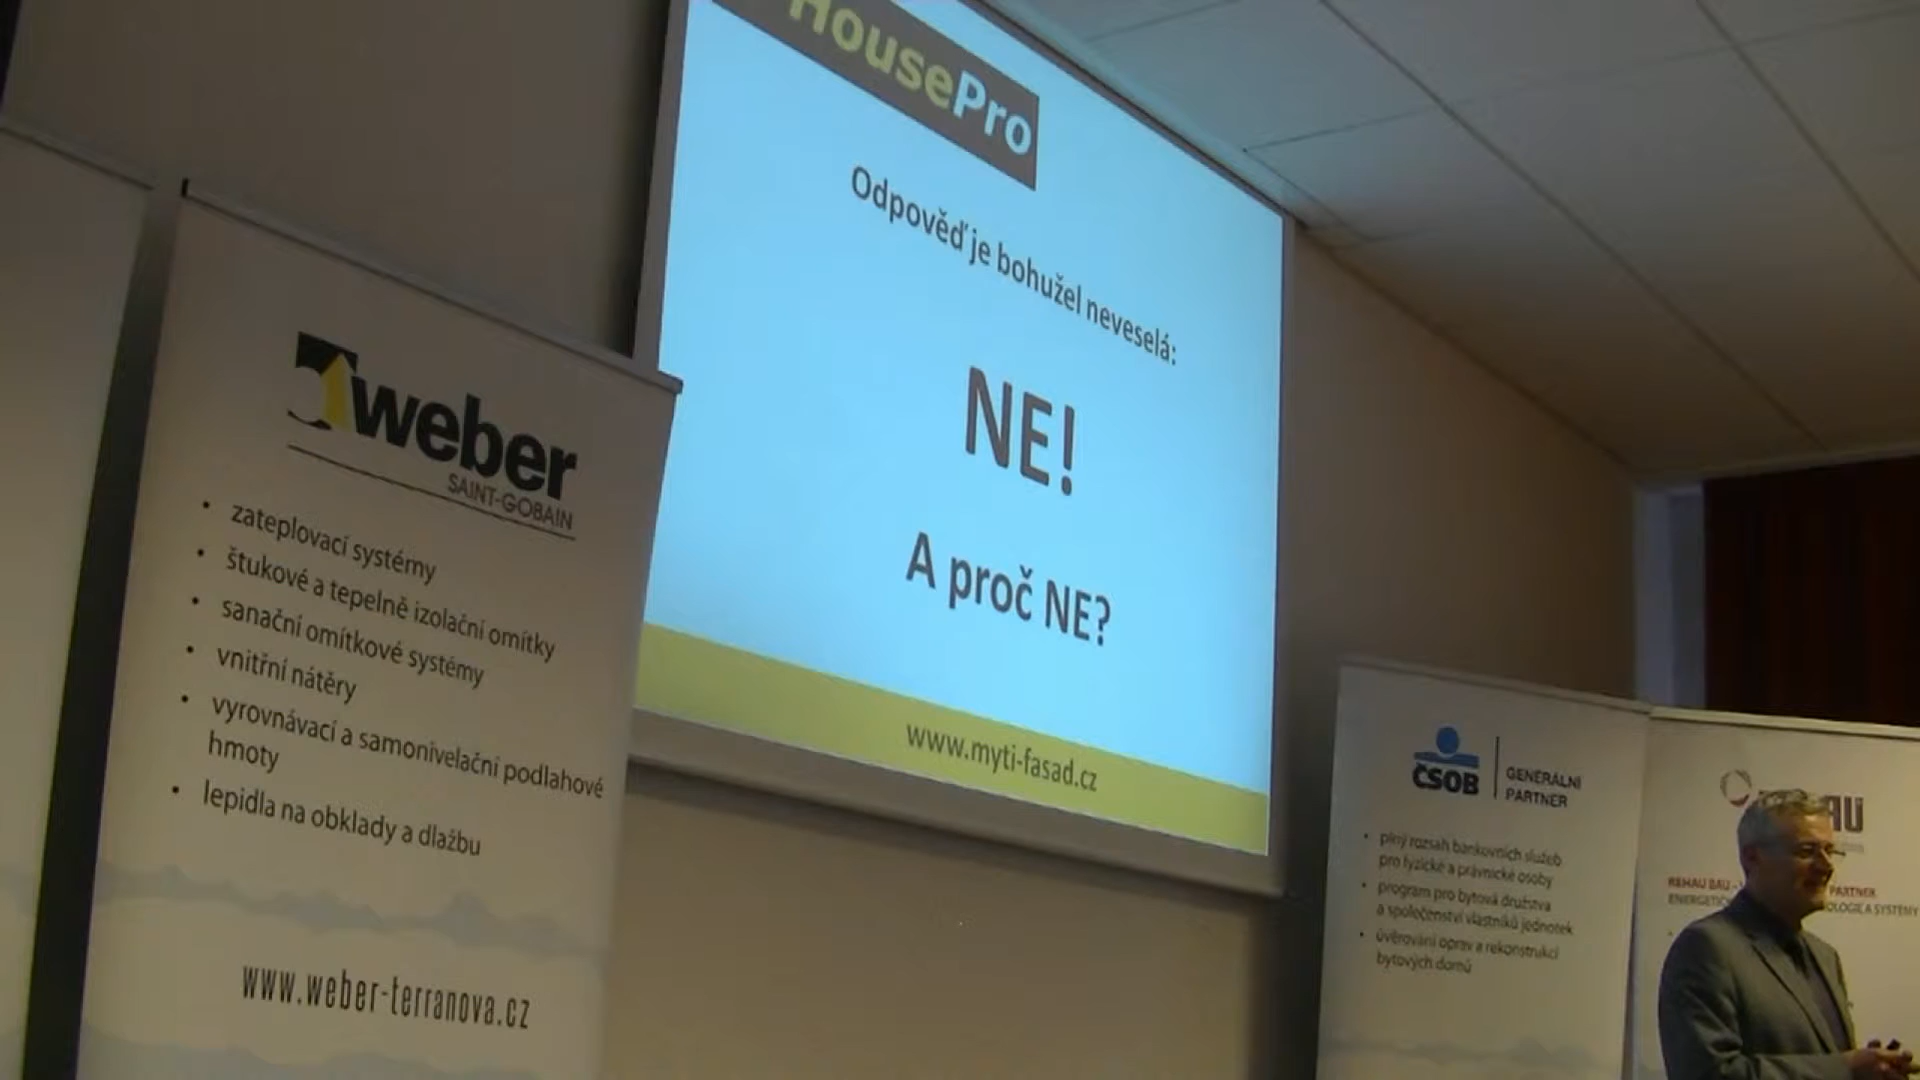 weber
SAINT-GOBAIN
• zateplovací systémy
• štukové a tepelně izolační omítky
• sanační omítkové systémy
• vnitřní nátěry
• vyrovnávací a samonivelační podlahové
hmoty
• lepidla na obklady a dlažbu
www.weber-terranova.cz
HousePro
Odpověď je bohužel neveselá:
NE!
A proč NE?
www.myti-fasad.cz
ČSOB
GENERÁLNÍ
PARTNER
• plný rozsah bankovních služeb
pro fyzické a právnické osoby
• program pro bytová družstva
a společenství vlastníků jednotek
• úvěrování oprav a rekonstrukcí
bytových domů
REHAU BAU -
PARTNER